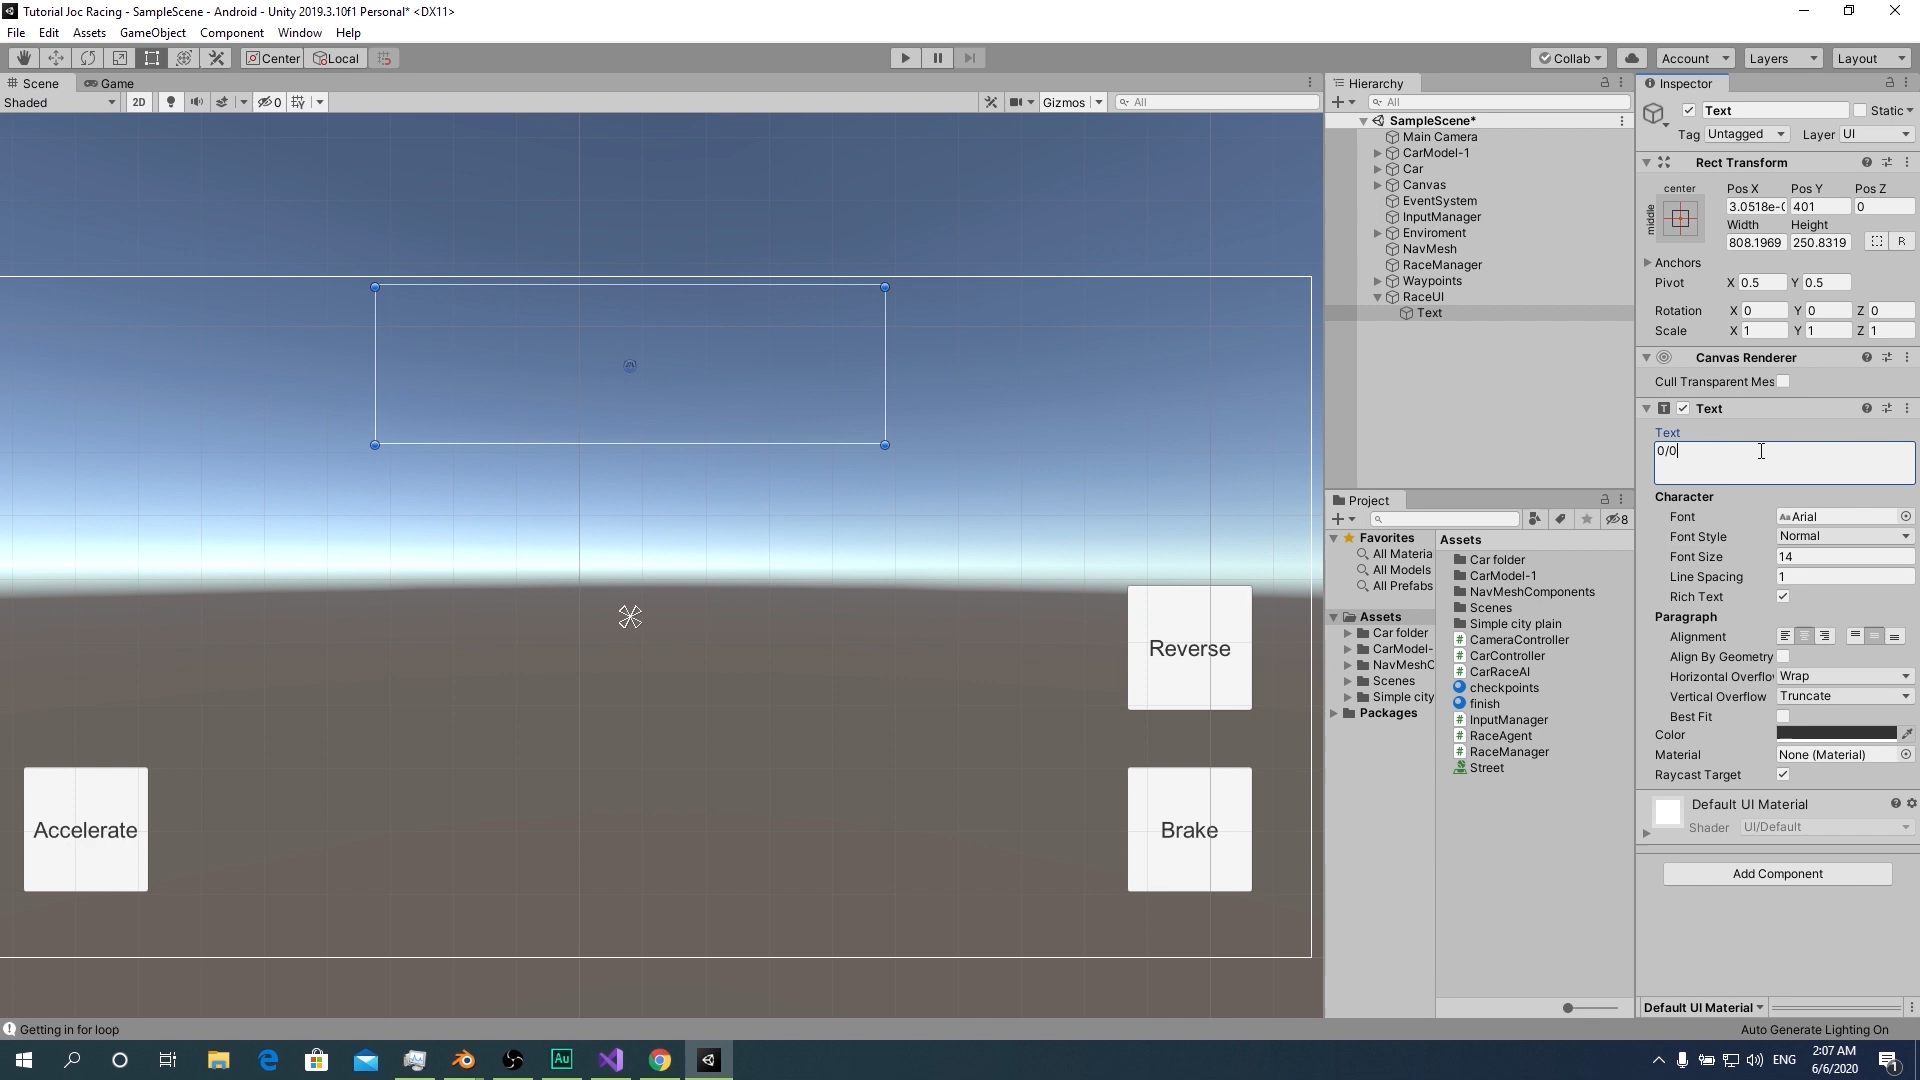 Tutorial Joc Racing - SampleScene - Android - Unity 2019.3.10f1 Personal* <DX11>
File Edit Assets GameObject Component Window Help
Center Local Collab Account Layers Layout
Scene Game
Shaded 2D 0 Gizmos All
Reverse
Accelerate
Brake
Hierarchy
All
SampleScene*
Main Camera
CarModel-1
Car
Canvas
EventSystem
InputManager
Enviroment
NavMesh
RaceManager
Waypoints
RaceUI
Text
Project
8
Favorites
All Materia
All Models
All Prefabs
Assets
Car folder
CarModel-
NavMeshC
Scenes
Simple city
Packages
Assets
Car folder
CarModel-1
NavMeshComponents
Scenes
Simple city plain
CameraController
CarController
CarRaceAI
checkpoints
finish
InputManager
RaceAgent
RaceManager
Street
Inspector
Text Static
Tag Untagged Layer UI
Rect Transform
center
middle
Pos X Pos Y Pos Z
3.0518e-( 401 0
Width Height
808.1969 250.8319 R
Anchors
Pivot X 0.5 Y 0.5
Rotation X 0 Y 0 Z 0
Scale X 1 Y 1 Z 1
Canvas Renderer
Cull Transparent Mes
Text
Text
0/0
Character
Font Arial
Font Style Normal
Font Size 14
Line Spacing 1
Rich Text
Paragraph
Alignment
Align By Geometry
Horizontal Overflo Wrap
Vertical Overflow Truncate
Best Fit
Color
Material None (Material)
Raycast Target
Default UI Material
Shader UI/Default
Add Component
Default UI Material
Getting in for loop
Auto Generate Lighting On
Au
ENG
2:07 AM
6/6/2020
1